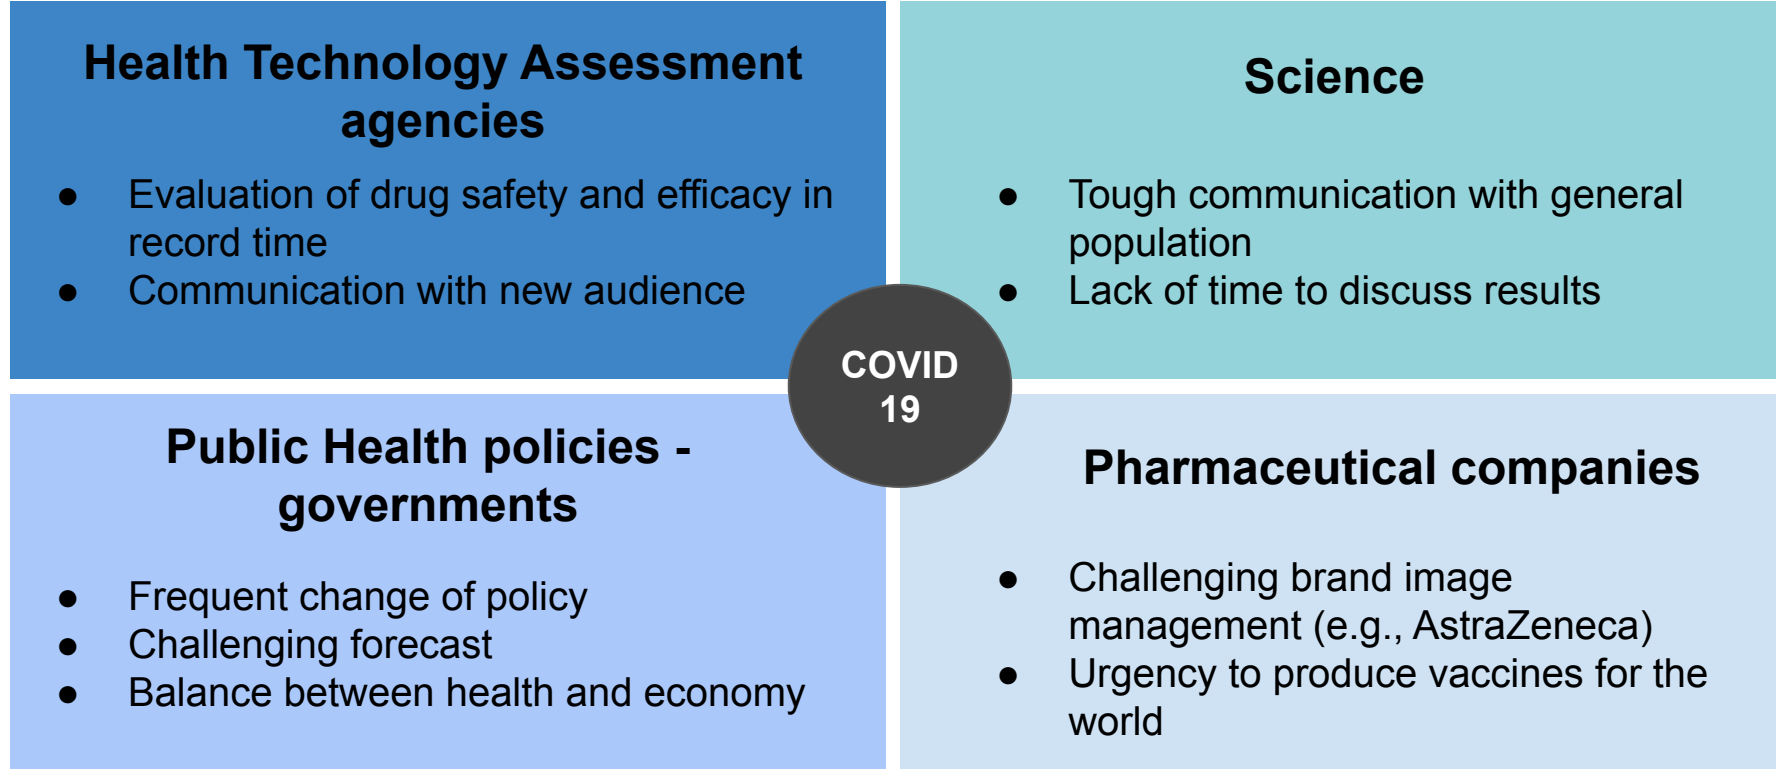 Health Technology Assessment
agencies
● Evaluation of drug safety and efficacy in
record time
● Communication with new audience
Science
● Tough communication with general
population
● Lack of time to discuss results
COVID
19
Public Health policies -
governments
● Frequent change of policy
● Challenging forecast
● Balance between health and economy
Pharmaceutical companies
● Challenging brand image
management (e.g., AstraZeneca)
● Urgency to produce vaccines for the
world